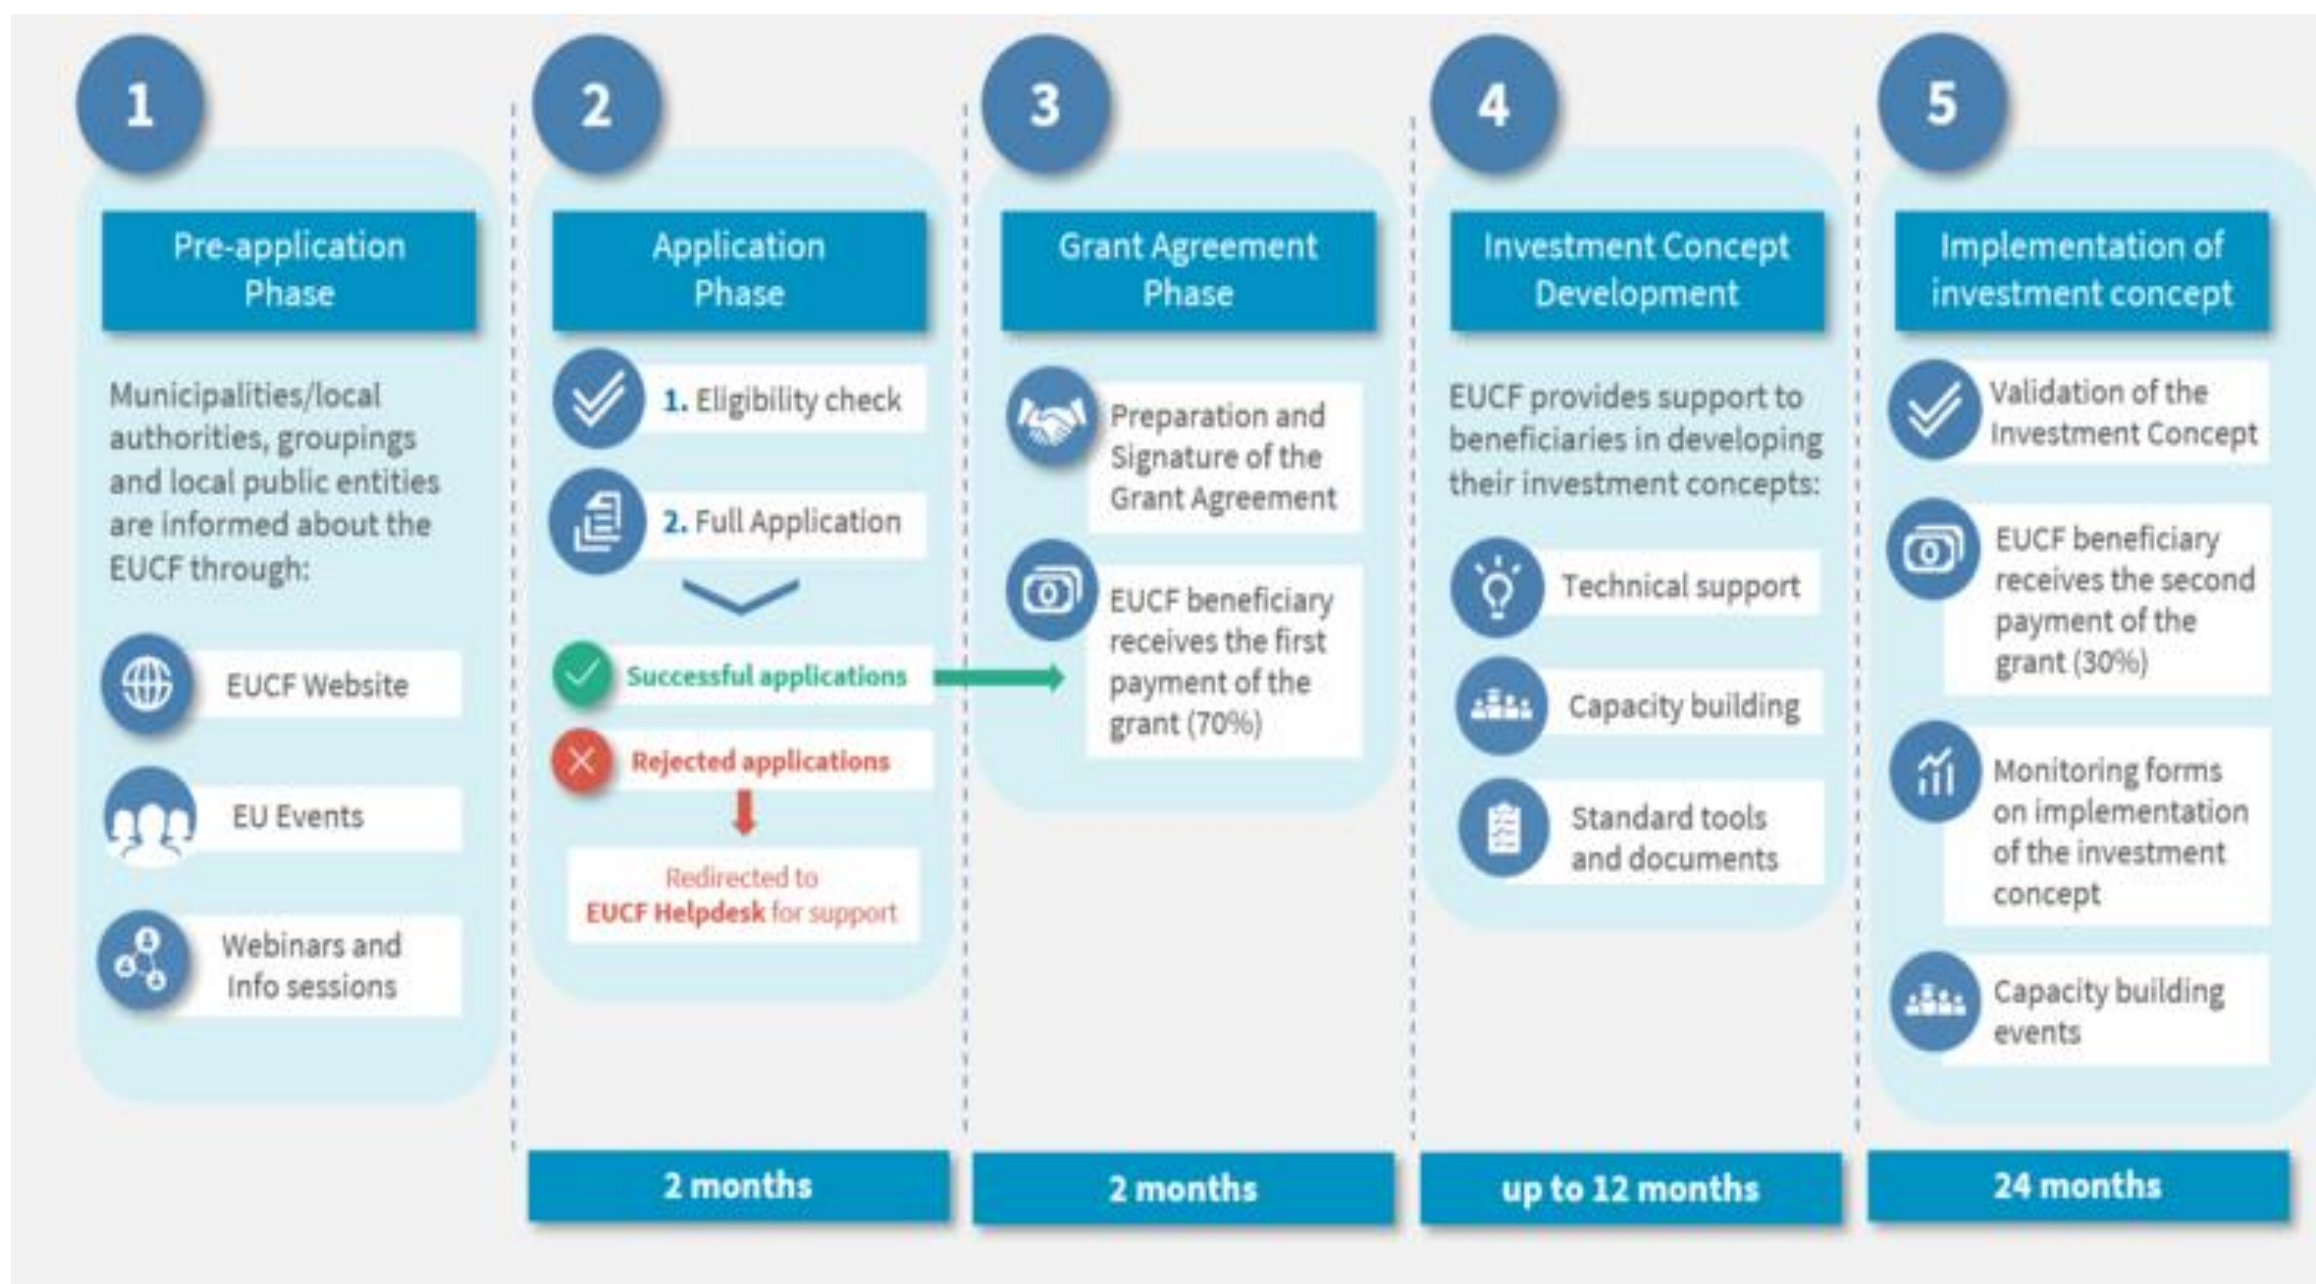 1
Pre-application
Phase
Municipalities/local
authorities, groupings
and local public entities
are informed about the
EUCF through:
EUCF Website
EU Events
Webinars and
Info sessions
2
Application
Phase
1. Eligibility check
2. Full Application
Successful applications
Rejected applications
Redirected to
EUCF Helpdesk for support
2 months
3
Grant Agreement
Phase
Preparation and
Signature of the
Grant Agreement
EUCF beneficiary
receives the first
payment of the
grant (70%)
2 months
4
Investment Concept
Development
EUCF provides support to
beneficiaries in developing
their investment concepts:
Technical support
Capacity building
Standard tools
and documents
up to 12 months
5
Implementation of
investment concept
Validation of the
Investment Concept
EUCF beneficiary
receives the second
payment of the
grant (30%)
Monitoring forms
on implementation
of the investment
concept
Capacity building
events
24 months